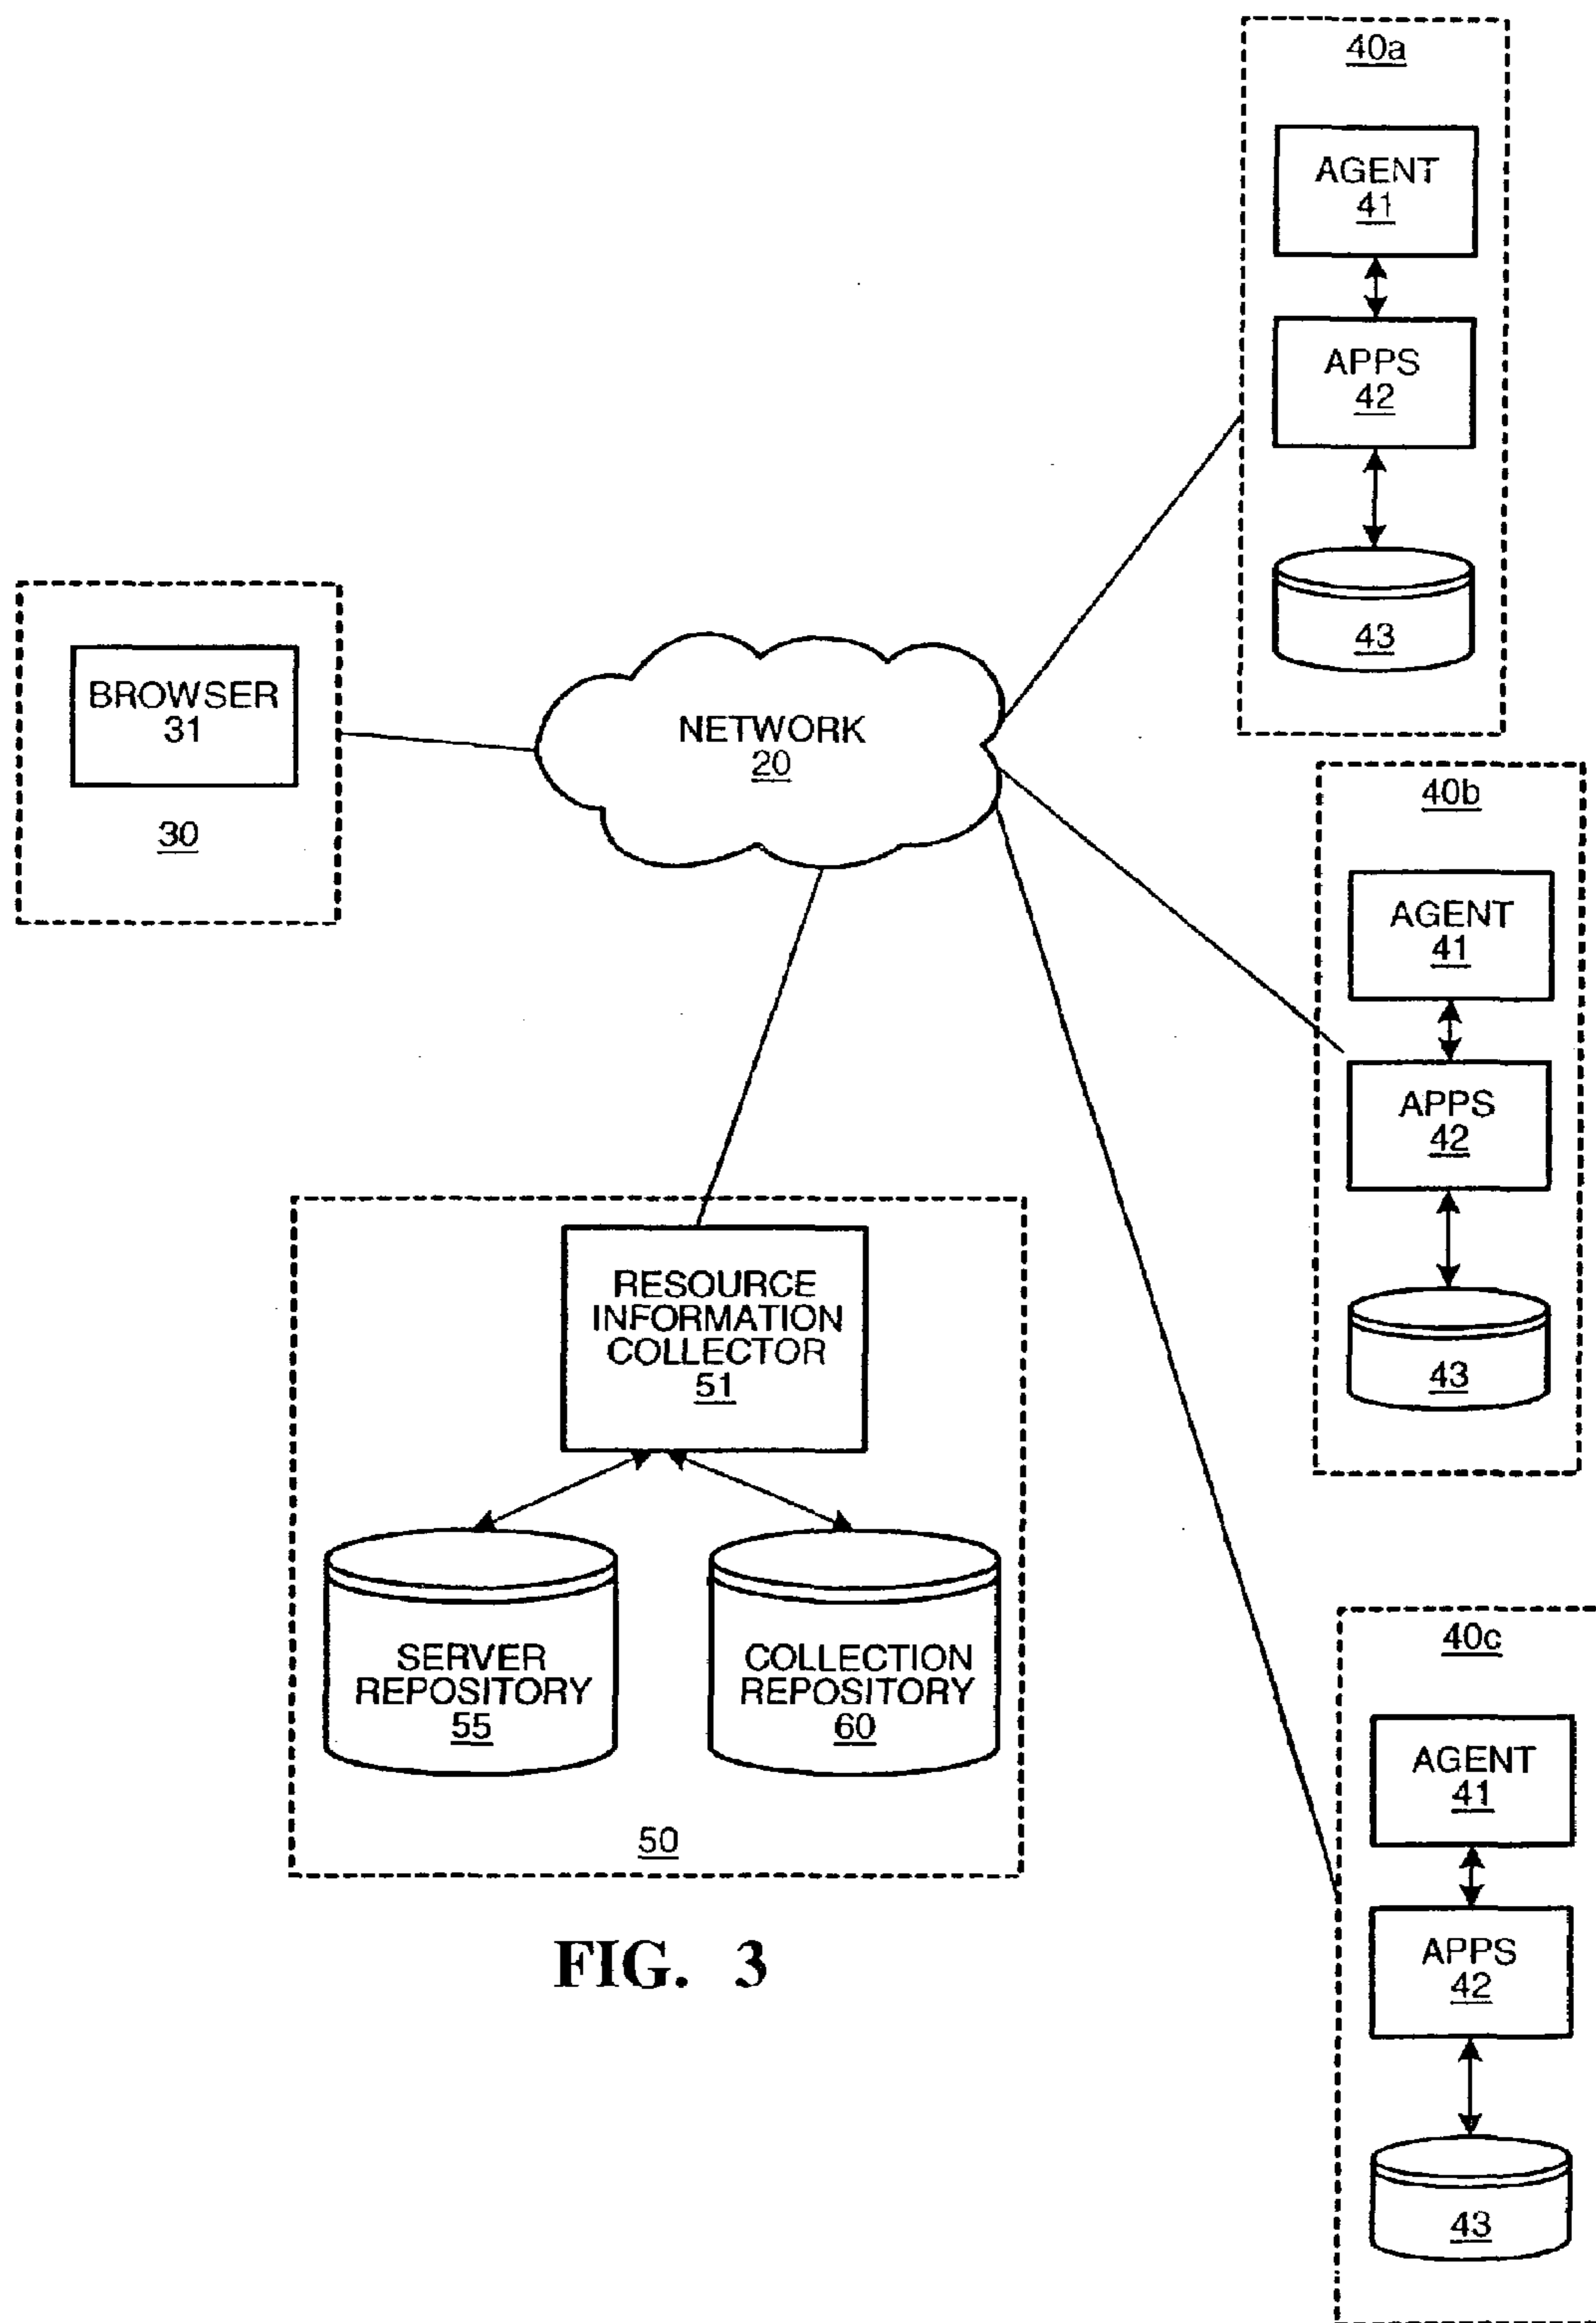 40a
AGENT
41
APPS
42
43
BROWSER
31
30
NETWORK
20
40b
AGENT
41
APPS
42
43
RESOURCE
INFORMATION
COLLECTOR
51
SERVER
REPOSITORY
55
COLLECTION
REPOSITORY
60
50
40c
AGENT
41
APPS
42
43
FIG. 3